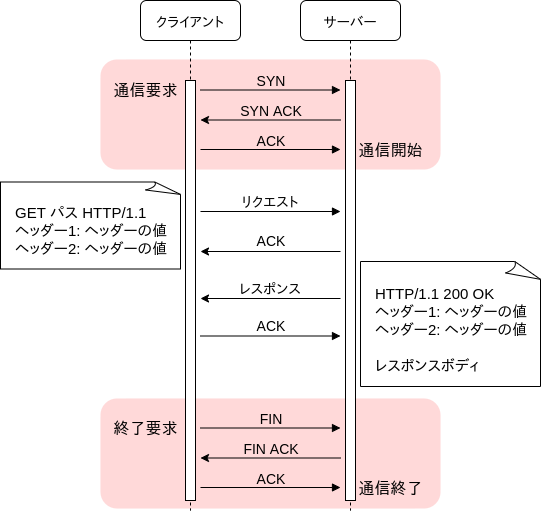 クライアント
サーバー
通信要求
SYN
SYN ACK
ACK
通信開始
GET パス HTTP/1.1
ヘッダー1: ヘッダーの値
ヘッダー2: ヘッダーの値
リクエスト
ACK
レスポンス
ACK
HTTP/1.1 200 OK
ヘッダー1: ヘッダーの値
ヘッダー2: ヘッダーの値
レスポンスボディ
終了要求
FIN
FIN ACK
ACK
通信終了